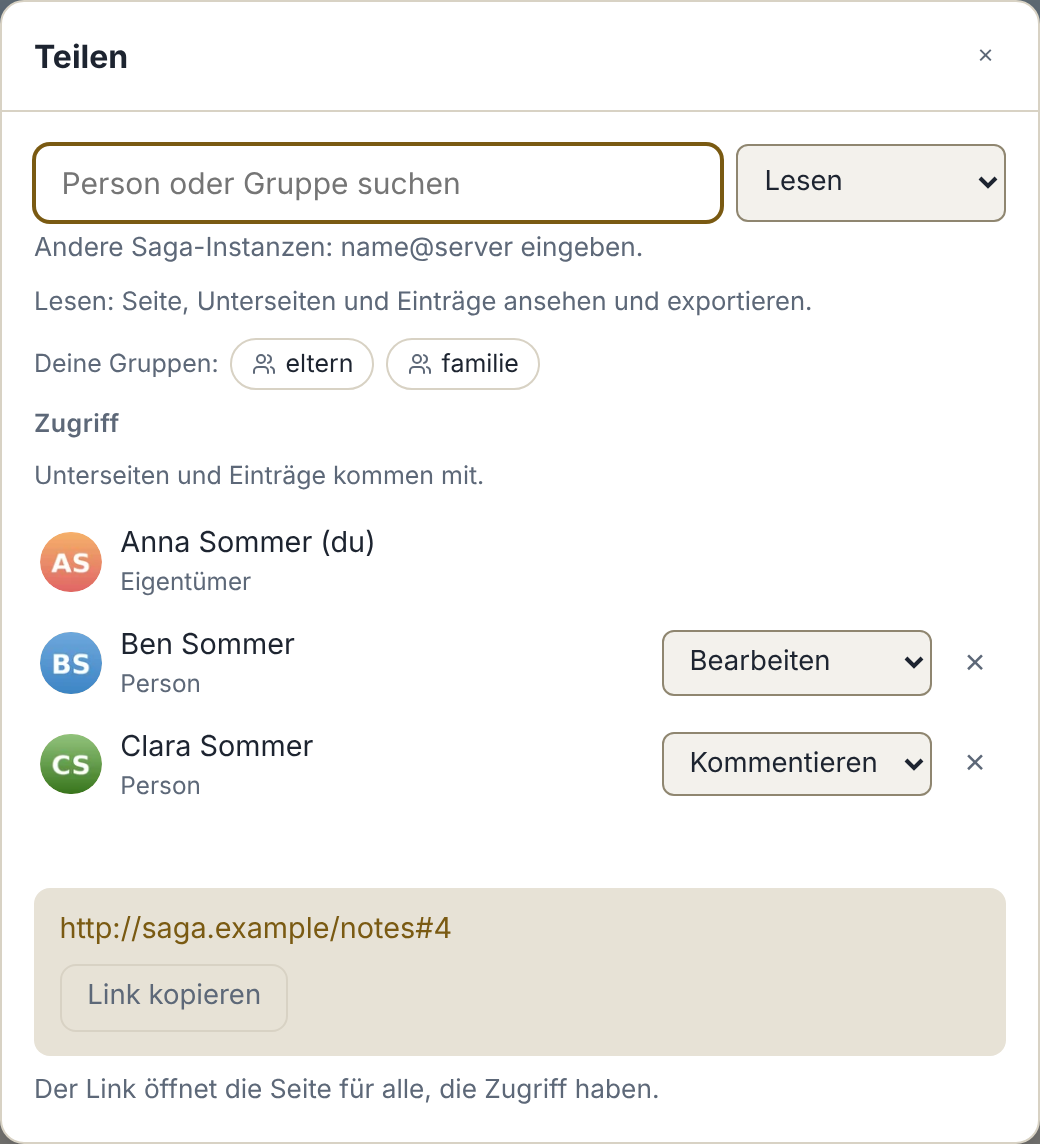 Teilen ×
Person oder Gruppe suchen Lesen
Andere Saga-Instanzen: name@server eingeben.
Lesen: Seite, Unterseiten und Einträge ansehen und exportieren.
Deine Gruppen: eltern familie
Zugriff
Unterseiten und Einträge kommen mit.
AS Anna Sommer (du)
Eigentümer
BS Ben Sommer Bearbeiten ×
Person
CS Clara Sommer Kommentieren ×
Person
http://saga.example/notes#4
Link kopieren
Der Link öffnet die Seite für alle, die Zugriff haben.